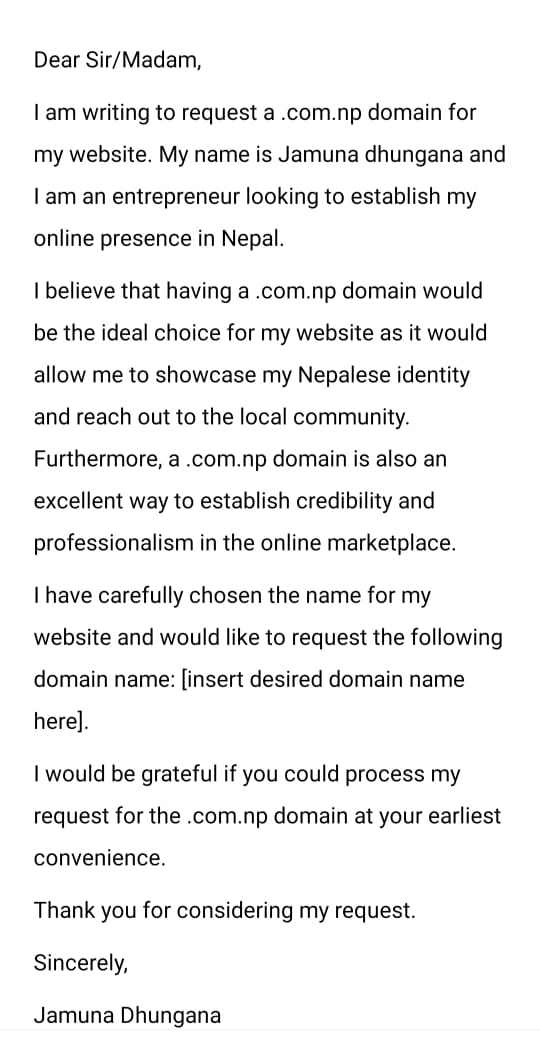 Dear Sir/Madam,
I am writing to request a .com.np domain for
my website. My name is Jamuna dhungana and
I am an entrepreneur looking to establish my
online presence in Nepal.
I believe that having a .com.np domain would
be the ideal choice for my website as it would
allow me to showcase my Nepalese identity
and reach out to the local community.
Furthermore, a .com.np domain is also an
excellent way to establish credibility and
professionalism in the online marketplace.
I have carefully chosen the name for my
website and would like to request the following
domain name: [insert desired domain name
here].
I would be grateful if you could process my
request for the .com.np domain at your earliest
convenience.
Thank you for considering my request.
Sincerely,
Jamuna Dhungana